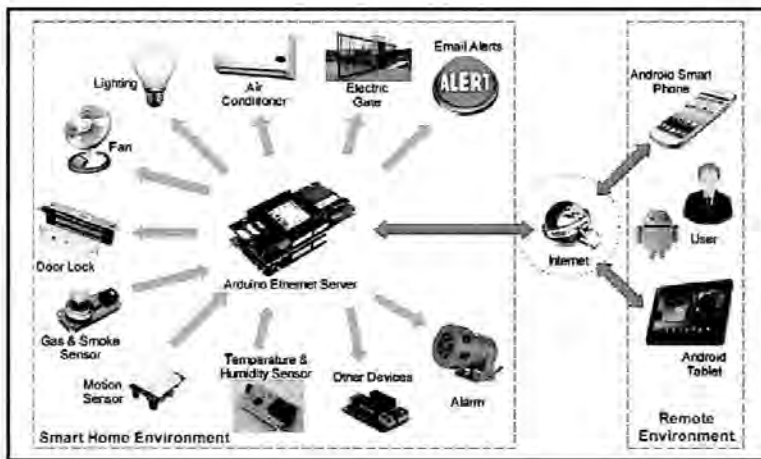 Lighting
Air
Conditioner
Electric
Gate
Email Alerts
ALERT
Fan
Door Lock
Gas & Smoke
Sensor
Motion
Sensor
Temperature &
Humidity Sensor
Other Devices
Alarm
Arduino Ethernet Server
Smart Home Environment
Internet
Android Smart
Phone
User
Android
Tablet
Remote
Environment